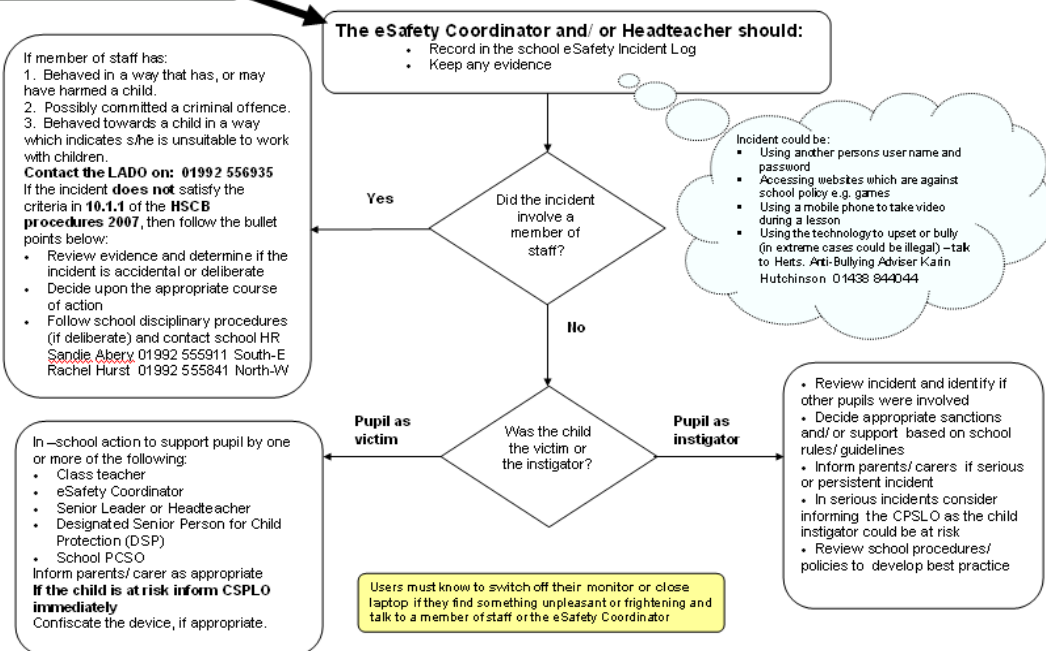 The eSafety Coordinator and/ or Headteacher should:
• Record in the school eSafety Incident Log
• Keep any evidence
If member of staff has:
1. Behaved in a way that has, or may
have harmed a child.
2. Possibly committed a criminal offence.
3. Behaved towards a child in a way
which indicates s/he is unsuitable to work
with children.
Contact the LADO on: 01992 556935
If the incident does not satisfy the
criteria in 10.1.1 of the HSCB
procedures 2007, then follow the bullet
points below:
• Review evidence and determine if the
incident is accidental or deliberate
• Decide upon the appropriate course
of action
• Follow school disciplinary procedures
(if deliberate) and contact school HR
Sandie Abery 01992 555911 South-E
Rachel Hurst 01992 555841 North-W
Yes
Did the incident
involve a
member of
staff?
Incident could be:
▪ Using another persons user name and
password
▪ Accessing websites which are against
school policy e.g. games
▪ Using a mobile phone to take video
during a lesson
▪ Using the technology to upset or bully
(in extreme cases could be illegal) – talk
to Herts. Anti-Bullying Adviser Karin
Hutchinson 01438 844044
No
Pupil as
victim
Was the child
the victim or
the instigator?
Pupil as
instigator
In –school action to support pupil by one
or more of the following:
• Class teacher
• eSafety Coordinator
• Senior Leader or Headteacher
• Designated Senior Person for Child
Protection (DSP)
• School PCSO
Inform parents/ carer as appropriate
If the child is at risk inform CSPLO
immediately
Confiscate the device, if appropriate.
• Review incident and identify if
other pupils were involved
• Decide appropriate sanctions
and/ or support based on school
rules/ guidelines
• Inform parents/ carers if serious
or persistent incident
• In serious incidents consider
informing the CPSLO as the child
instigator could be at risk
• Review school procedures/
policies to develop best practice
Users must know to switch off their monitor or close
laptop if they find something unpleasant or frightening and
talk to a member of staff or the eSafety Coordinator